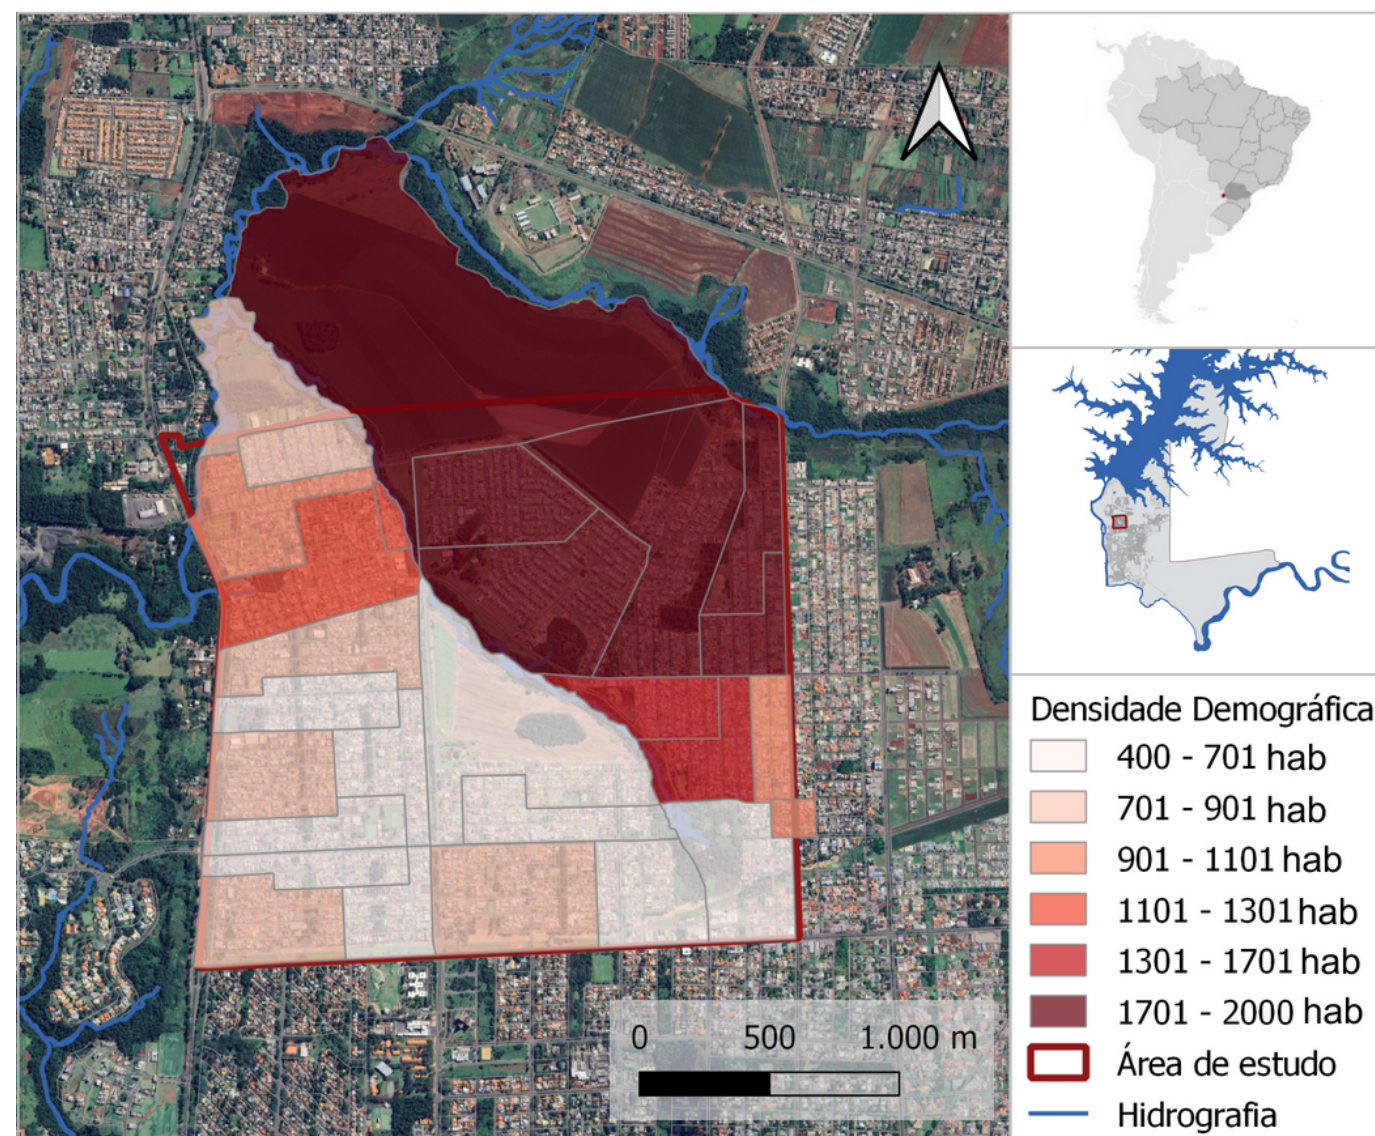 Densidade Demográfica
400 - 701 hab
701 - 901 hab
901 - 1101 hab
1101 - 1301 hab
1301 - 1701 hab
1701 - 2000 hab
Área de estudo
Hidrografia
0 500 1.000 m